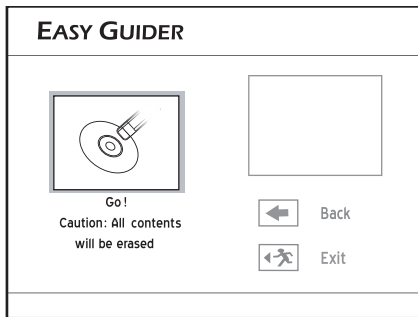 EASY GUIDER
Go!
Caution: All contents
will be erased
Back
Exit